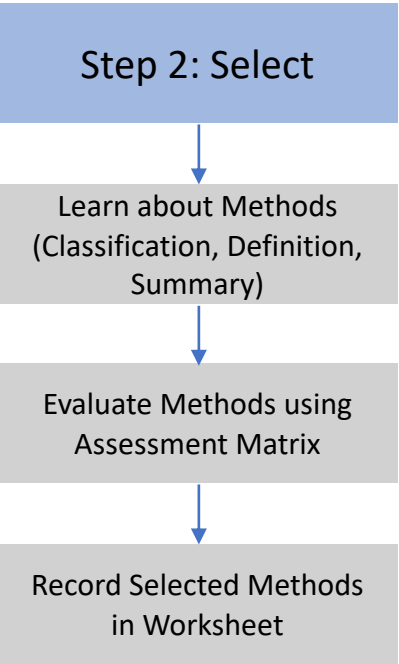 Step 2: Select
Learn about Methods
(Classification, Definition,
Summary)
Evaluate Methods using
Assessment Matrix
Record Selected Methods
in Worksheet